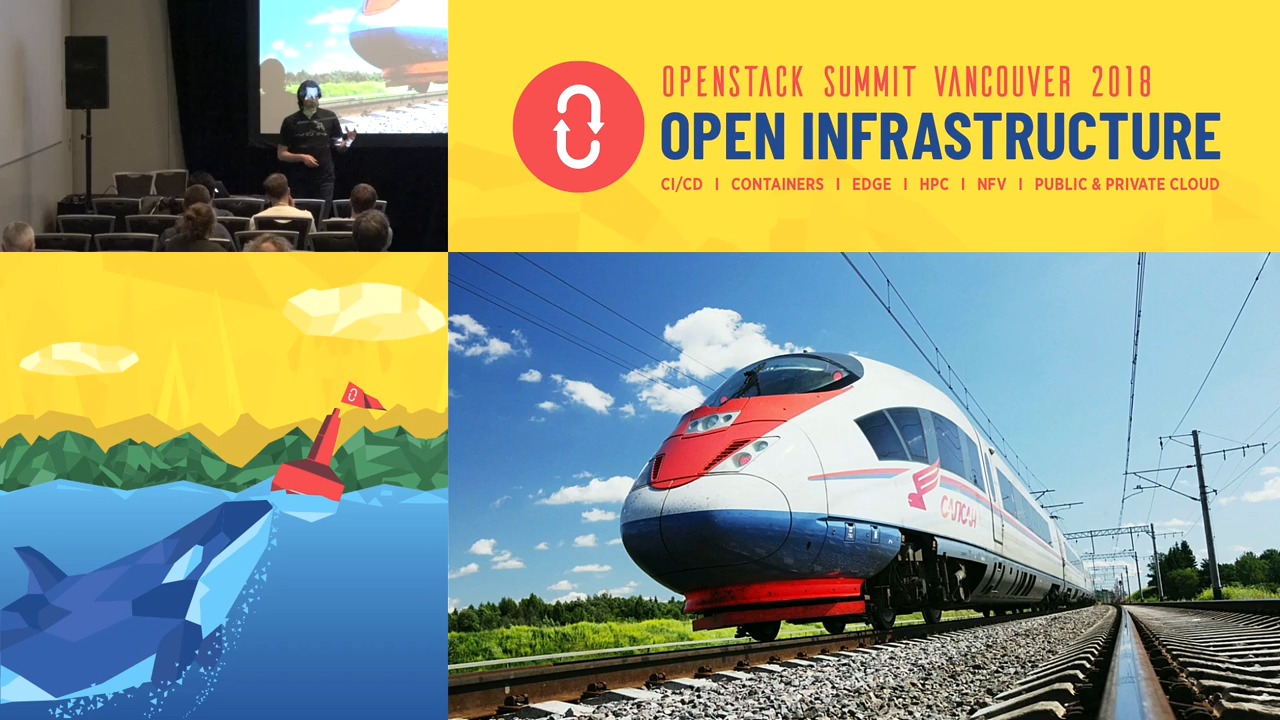 OPENSTACK SUMMIT VANCOUVER 2018
OPEN INFRASTRUCTURE
CI/CD | CONTAINERS | EDGE | HPC | NFV | PUBLIC & PRIVATE CLOUD
САПСАН